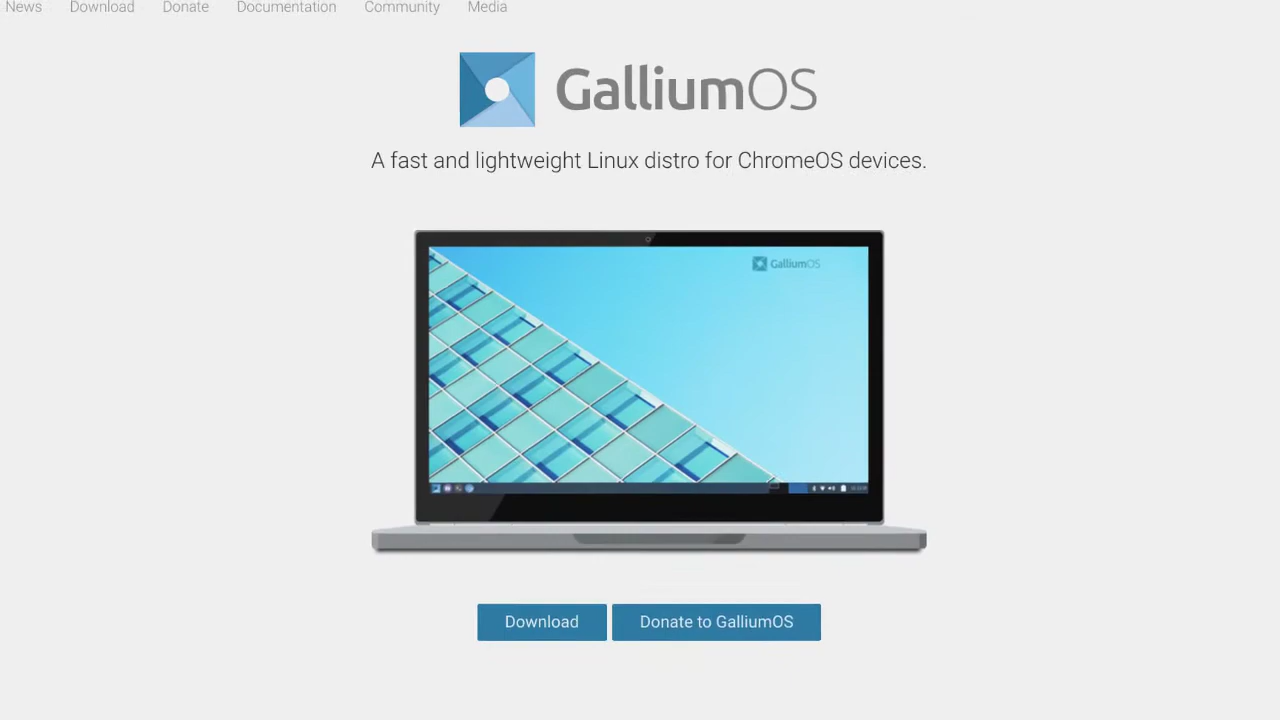 News Download Donate Documentation Community Media
GalliumOS
A fast and lightweight Linux distro for ChromeOS devices.
GalliumOS
Download Donate to GalliumOS